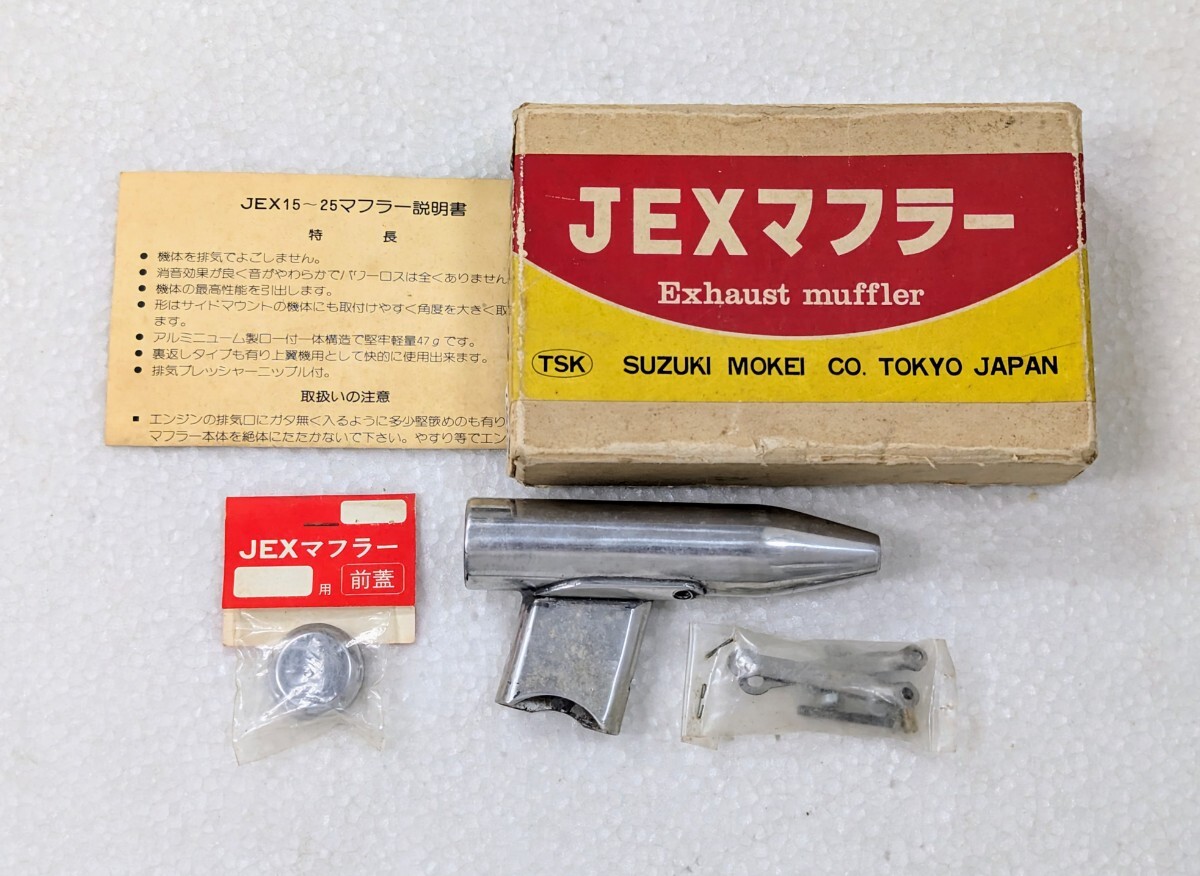 JEX15～25マフラー説明書
特長
● 機体を排気でよごしません。
● 消音効果が良く音がやわらかでパワーロスは全くありません
● 機体の最高性能を引出します。
● 形はサイドマウントの機体にも取付けやすく角度を大きく取
ます。
● アルミニューム製ロー付一体構造で堅牢軽量47gです。
● 裏返しタイプも有り上翼機用として快的に使用出来ます。
● 排気プレッシャーニップル付。
取扱いの注意
■ エンジンの排気口にガタ無く入るように多少堅嵌めのも有り
マフラー本体を絶体にたたかないで下さい。やすり等でエン
JEXマフラー
Exhaust muffler
TSK SUZUKI MOKEI CO. TOKYO JAPAN
JEXマフラー
用 前蓋